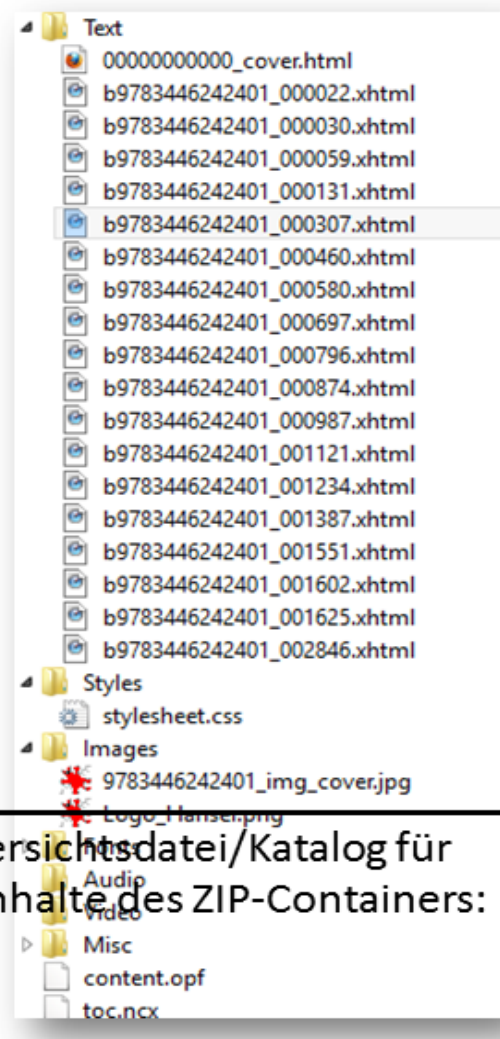 Text
00000000000_cover.html
b9783446242401_000022.xhtml
b9783446242401_000030.xhtml
b9783446242401_000059.xhtml
b9783446242401_000131.xhtml
b9783446242401_000307.xhtml
b9783446242401_000460.xhtml
b9783446242401_000580.xhtml
b9783446242401_000697.xhtml
b9783446242401_000796.xhtml
b9783446242401_000874.xhtml
b9783446242401_000987.xhtml
b9783446242401_001121.xhtml
b9783446242401_001234.xhtml
b9783446242401_001387.xhtml
b9783446242401_001551.xhtml
b9783446242401_001602.xhtml
b9783446242401_001625.xhtml
b9783446242401_002846.xhtml
Styles
stylesheet.css
Images
9783446242401_img_cover.jpg
Logo_Hanser.png
ersichtsdatei/Katalog für
Fonts
Audio
nhalte des ZIP-Containers:
Video
Misc
content.opf
toc.ncx